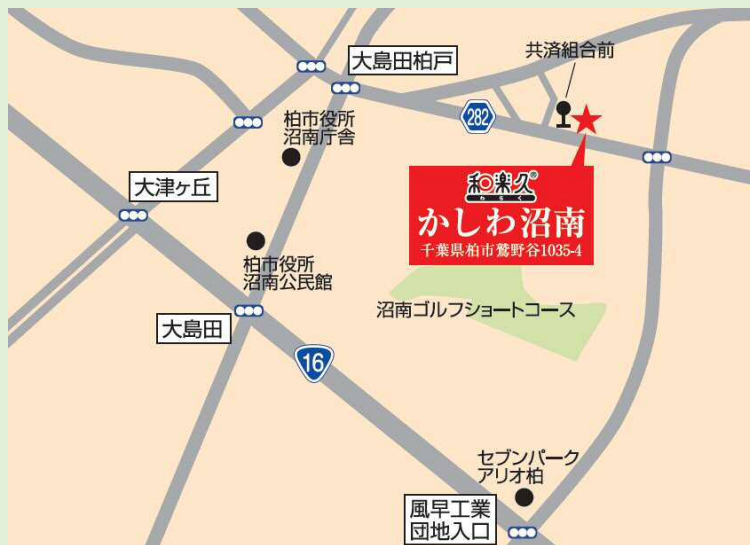 共済組合前
大島田柏戸
282
柏市役所
沼南庁舎
和楽久®
わらく
かしわ沼南
千葉県柏市鷲野谷1035-4
大津ヶ丘
柏市役所
沼南公民館
沼南ゴルフショートコース
大島田
16
セブンパーク
アリオ柏
風早工業
団地入口